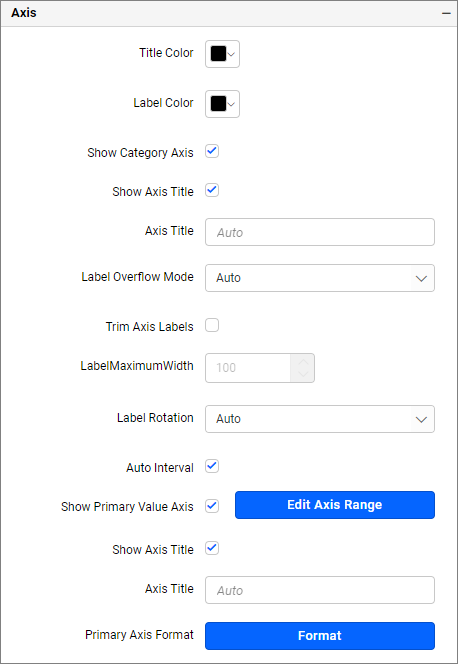 Axis
Title Color
Label Color
Show Category Axis
Show Axis Title
Axis Title Auto
Label Overflow Mode Auto
Trim Axis Labels
LabelMaximumWidth 100
Label Rotation Auto
Auto Interval
Show Primary Value Axis Edit Axis Range
Show Axis Title
Axis Title Auto
Primary Axis Format Format